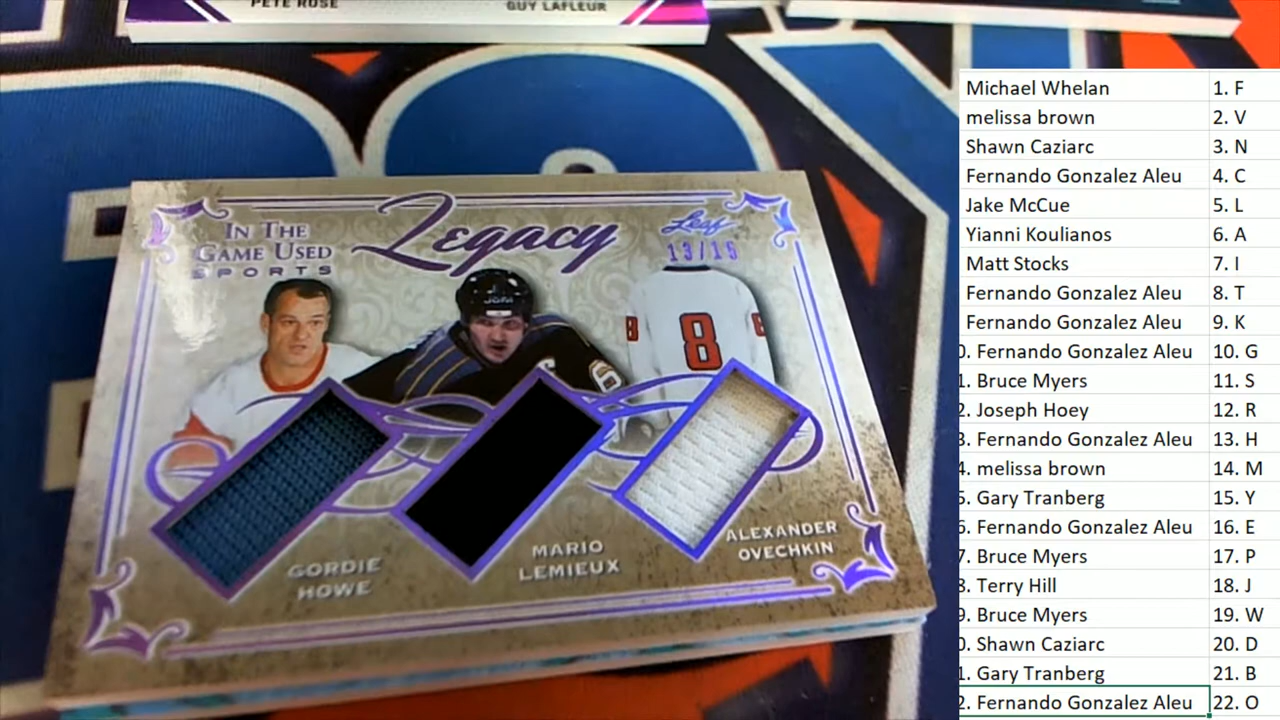 PETE ROSE
GUY LAFLEUR
IN THE
GAME USED
SPORTS
Legacy
Leaf
13/15
8
8
8
6
GORDIE
HOWE
MARIO
LEMIEUX
ALEXANDER
OVECHKIN
Michael Whelan 1. F
melissa brown 2. V
Shawn Caziarc 3. N
Fernando Gonzalez Aleu 4. C
Jake McCue 5. L
Yianni Koulianos 6. A
Matt Stocks 7. I
Fernando Gonzalez Aleu 8. T
Fernando Gonzalez Aleu 9. K
0. Fernando Gonzalez Aleu 10. G
1. Bruce Myers 11. S
2. Joseph Hoey 12. R
3. Fernando Gonzalez Aleu 13. H
4. melissa brown 14. M
5. Gary Tranberg 15. Y
6. Fernando Gonzalez Aleu 16. E
7. Bruce Myers 17. P
8. Terry Hill 18. J
9. Bruce Myers 19. W
0. Shawn Caziarc 20. D
1. Gary Tranberg 21. B
2. Fernando Gonzalez Aleu 22. O